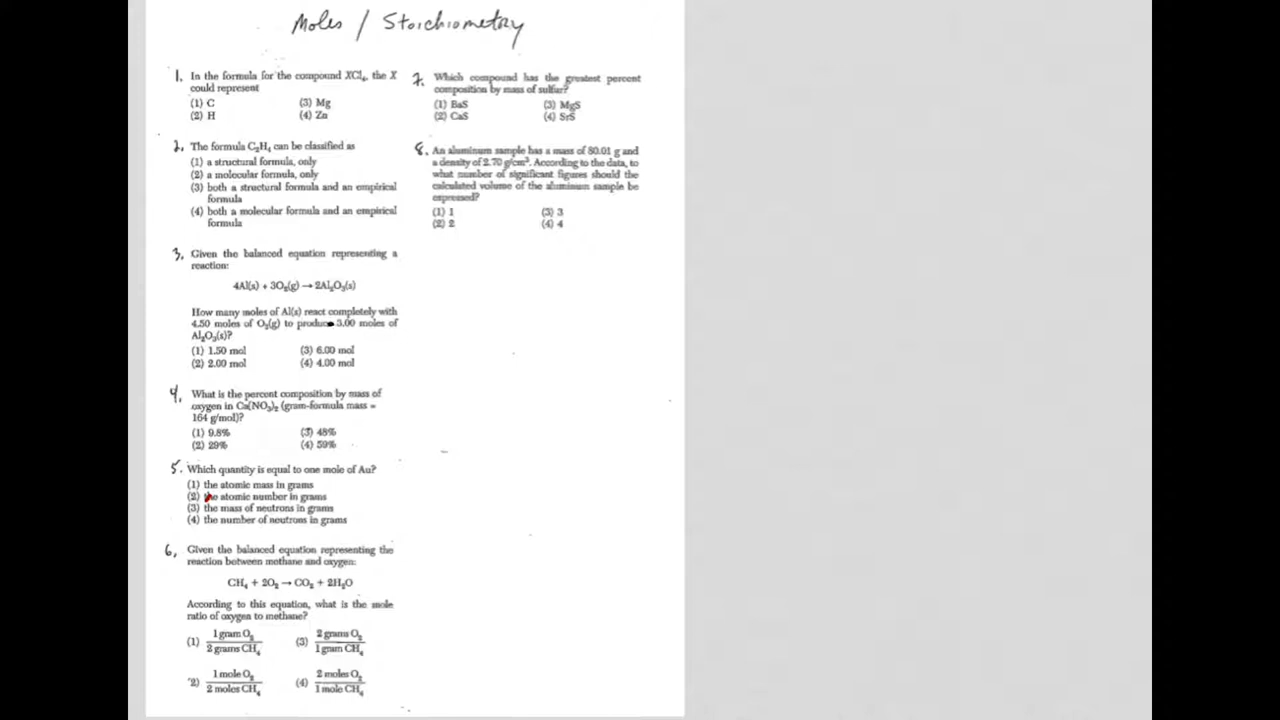 Moles / Stoichiometry
1. In the formula for the compound XCl₄, the X
could represent
(1) C (3) Mg
(2) H (4) Zn
2. The formula C₂H₄ can be classified as
(1) a structural formula, only
(2) a molecular formula, only
(3) both a structural formula and an empirical
formula
(4) both a molecular formula and an empirical
formula
3. Given the balanced equation representing a
reaction:
4Al(s) + 3O₂(g) → 2Al₂O₃(s)
How many moles of Al(s) react completely with
4.50 moles of O₂(g) to produce 3.00 moles of
Al₂O₃(s)?
(1) 1.50 mol (3) 6.00 mol
(2) 2.00 mol (4) 4.00 mol
4. What is the percent composition by mass of
oxygen in Ca(NO₃)₂ (gram-formula mass =
164 g/mol)?
(1) 9.8% (3) 48%
(2) 29% (4) 59%
5. Which quantity is equal to one mole of Au?
(1) the atomic mass in grams
(2) the atomic number in grams
(3) the mass of neutrons in grams
(4) the number of neutrons in grams
6. Given the balanced equation representing the
reaction between methane and oxygen:
CH₄ + 2O₂ → CO₂ + 2H₂O
According to this equation, what is the mole
ratio of oxygen to methane?
(1) 1 gram O₂ / 2 grams CH₄ (3) 2 grams O₂ / 1 gram CH₄
2) 1 mole O₂ / 2 moles CH₄ (4) 2 moles O₂ / 1 mole CH₄
7. Which compound has the greatest percent
composition by mass of sulfur?
(1) BaS (3) MgS
(2) CaS (4) SrS
8. An aluminum sample has a mass of 80.01 g and
a density of 2.70 g/cm³. According to the data, to
what number of significant figures should the
calculated volume of the aluminum sample be
expressed?
(1) 1 (3) 3
(2) 2 (4) 4